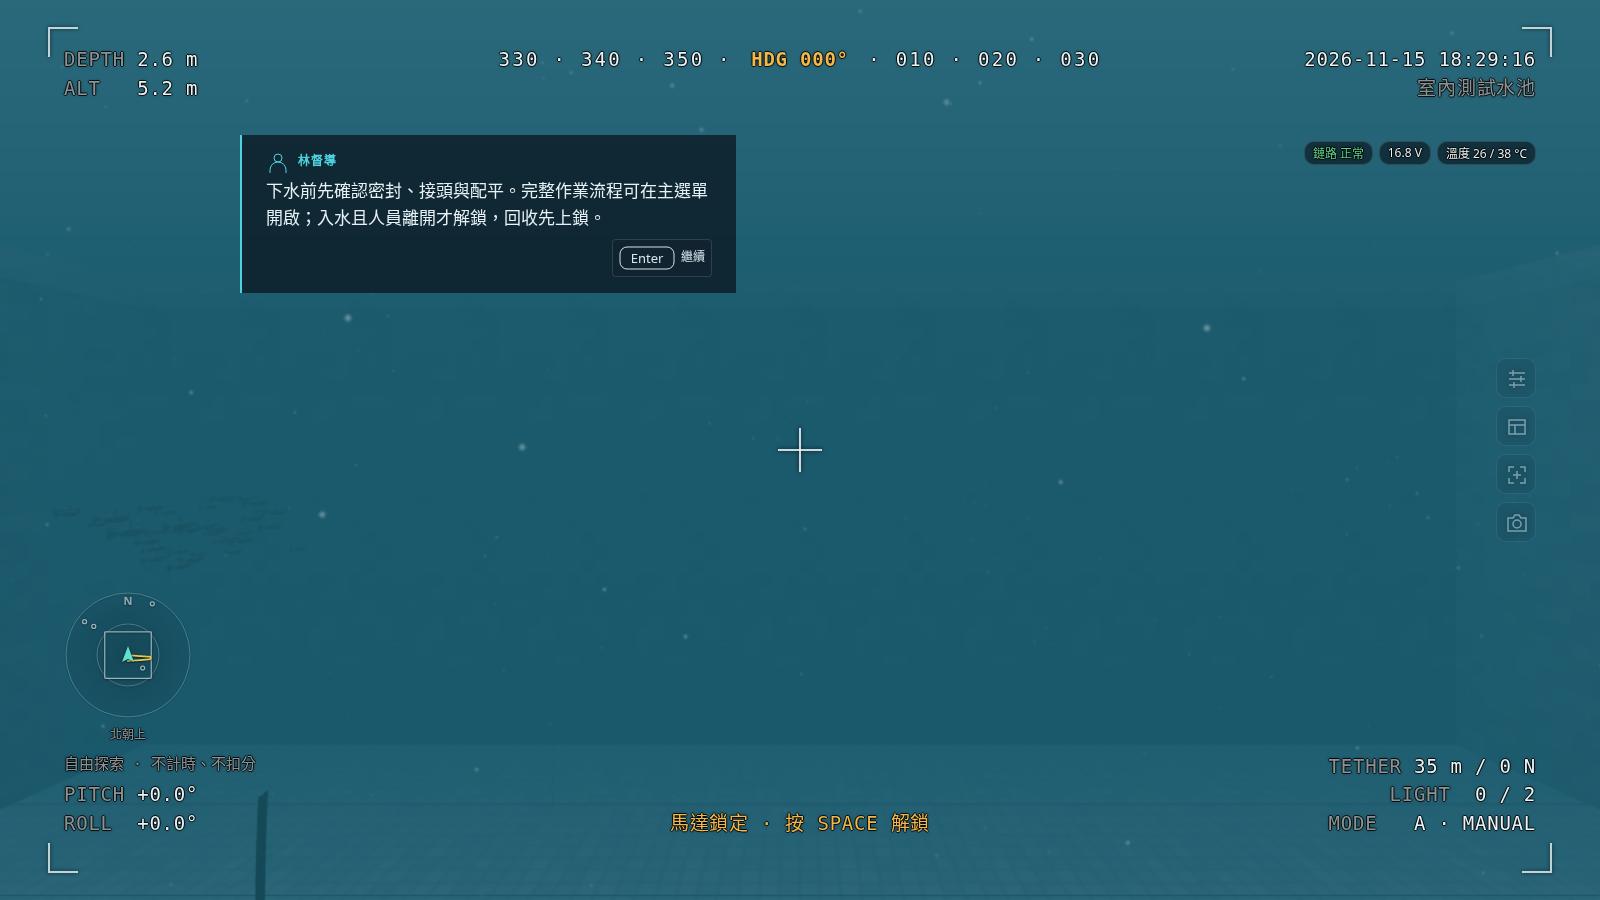 DEPTH 2.6 m
ALT 5.2 m
330 · 340 · 350 · HDG 000° · 010 · 020 · 030
2026-11-15 18:29:16
室內測試水池
鏈路 正常
16.8 V
溫度 26 / 38 °C
林督導
下水前先確認密封、接頭與配平。完整作業流程可在主選單
開啟；入水且人員離開才解鎖，回收先上鎖。
Enter 繼續
N
北朝上
自由探索 · 不計時、不扣分
PITCH +0.0°
ROLL +0.0°
馬達鎖定 · 按 SPACE 解鎖
TETHER 35 m / 0 N
LIGHT 0 / 2
MODE A · MANUAL